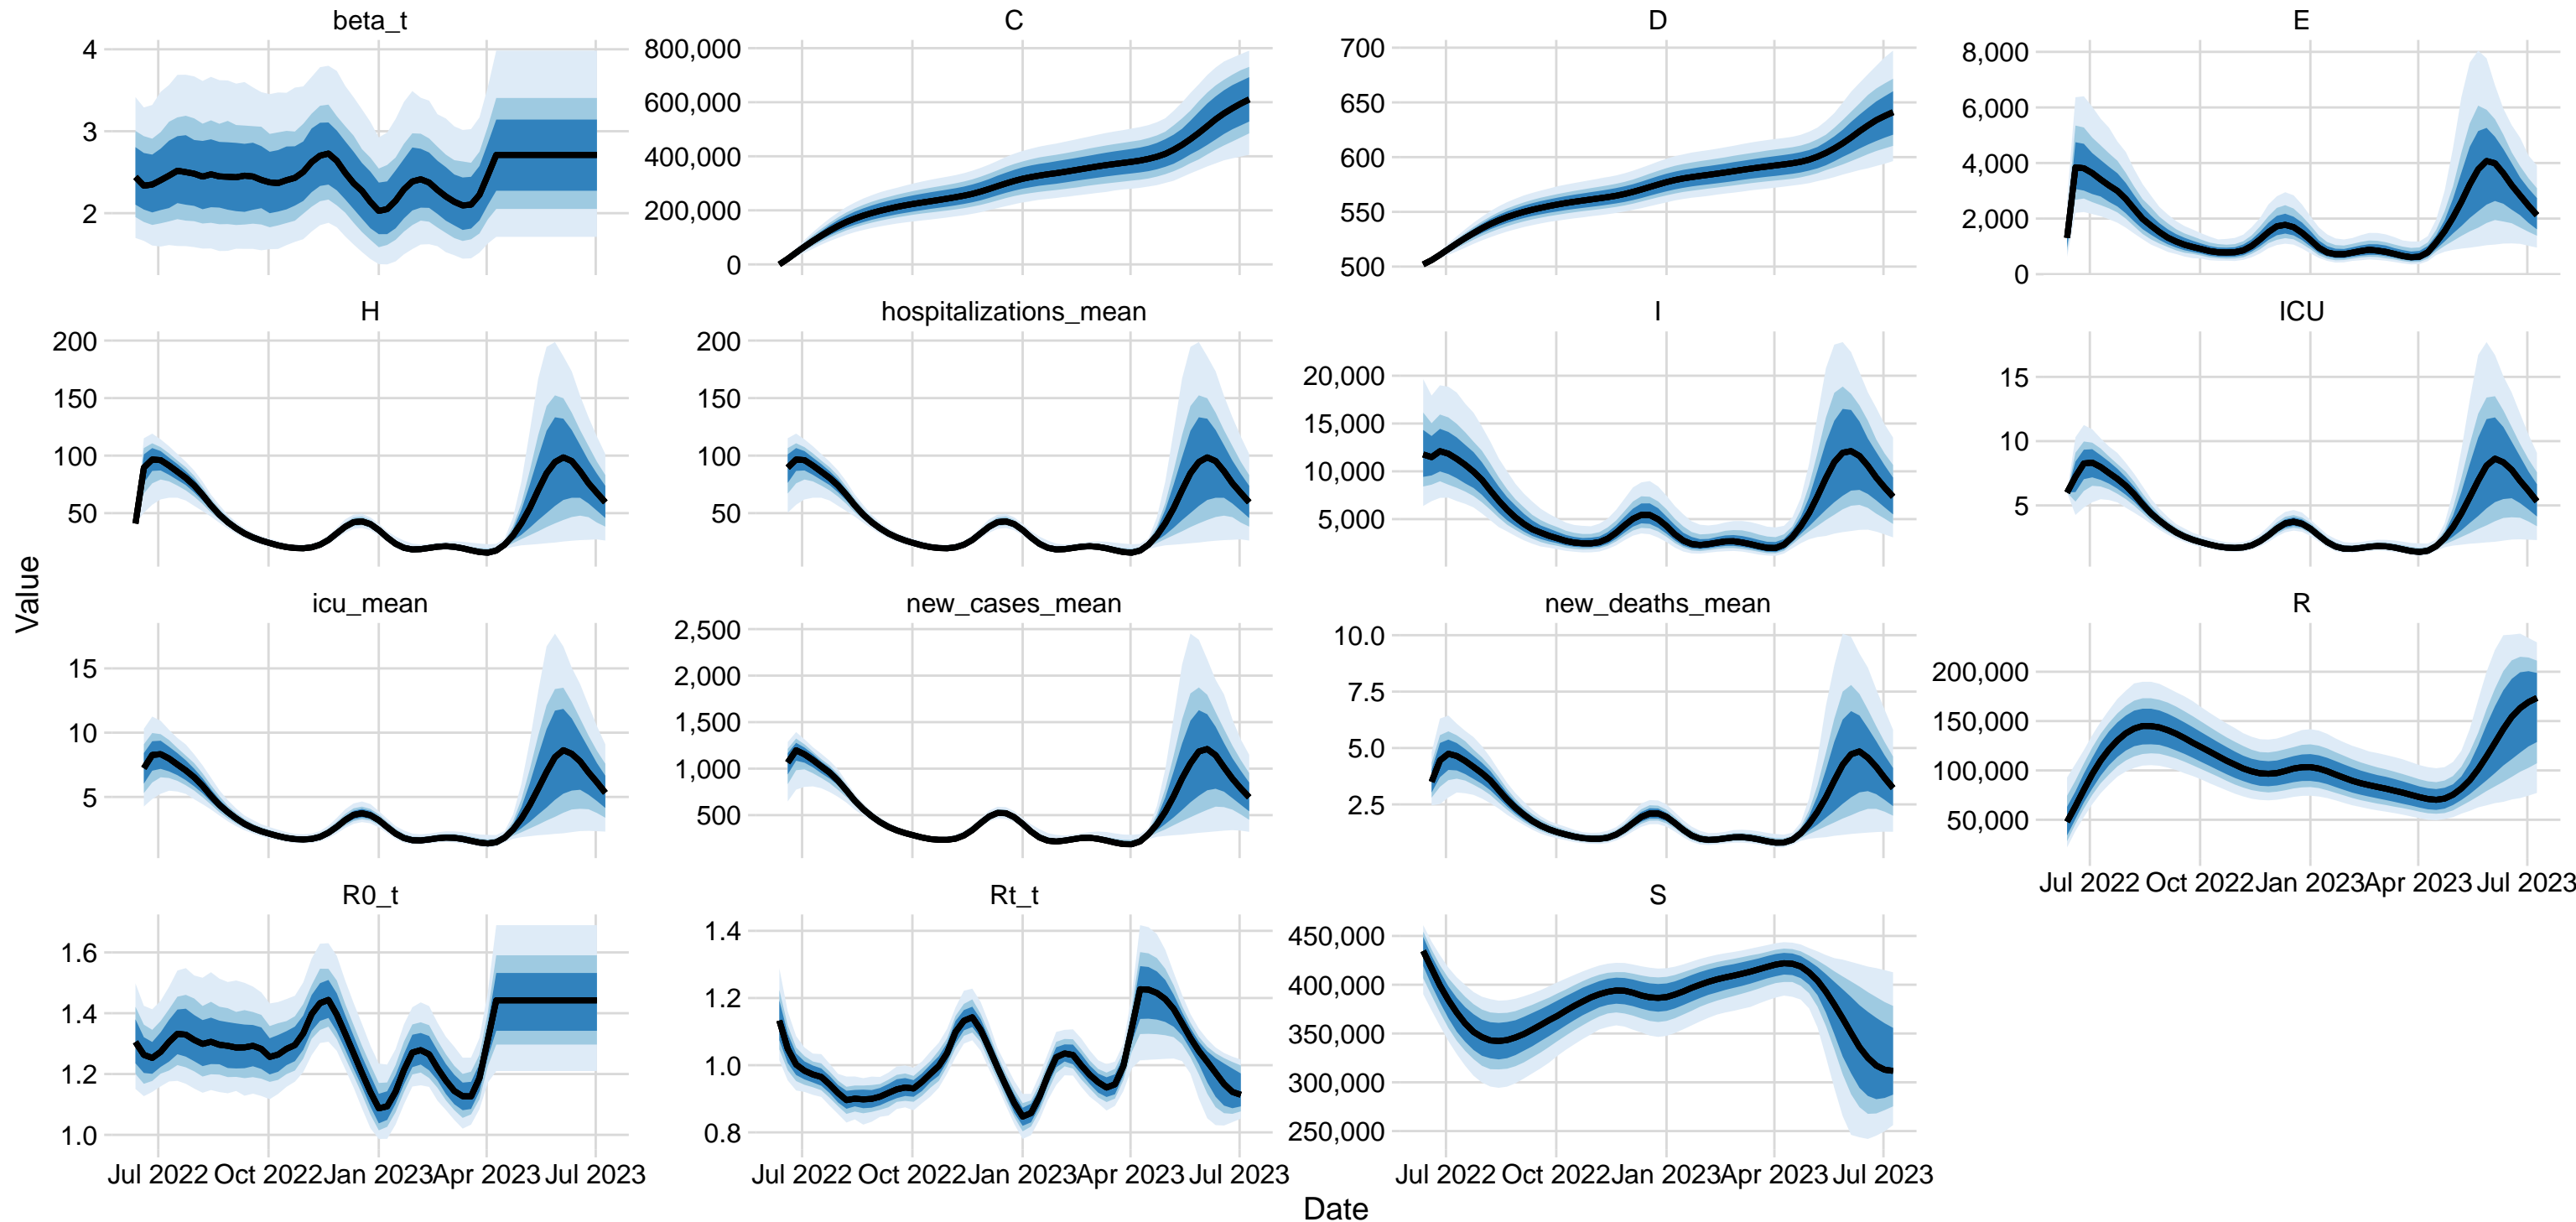 beta_t
C
D
E
4
3
2
800,000
600,000
400,000
200,000
0
700
650
600
550
500
8,000
6,000
4,000
2,000
0
H
hospitalizations_mean
I
ICU
200
150
100
50
200
150
100
50
20,000
15,000
10,000
5,000
15
10
5
Value
icu_mean
new_cases_mean
new_deaths_mean
R
15
10
5
2,500
2,000
1,500
1,000
500
10.0
7.5
5.0
2.5
200,000
150,000
100,000
50,000
Jul 2022 Oct 2022 Jan 2023 Apr 2023 Jul 2023
R0_t
Rt_t
S
1.6
1.4
1.2
1.0
1.4
1.2
1.0
0.8
450,000
400,000
350,000
300,000
250,000
Jul 2022 Oct 2022 Jan 2023 Apr 2023 Jul 2023
Jul 2022 Oct 2022 Jan 2023 Apr 2023 Jul 2023
Jul 2022 Oct 2022 Jan 2023 Apr 2023 Jul 2023
Date